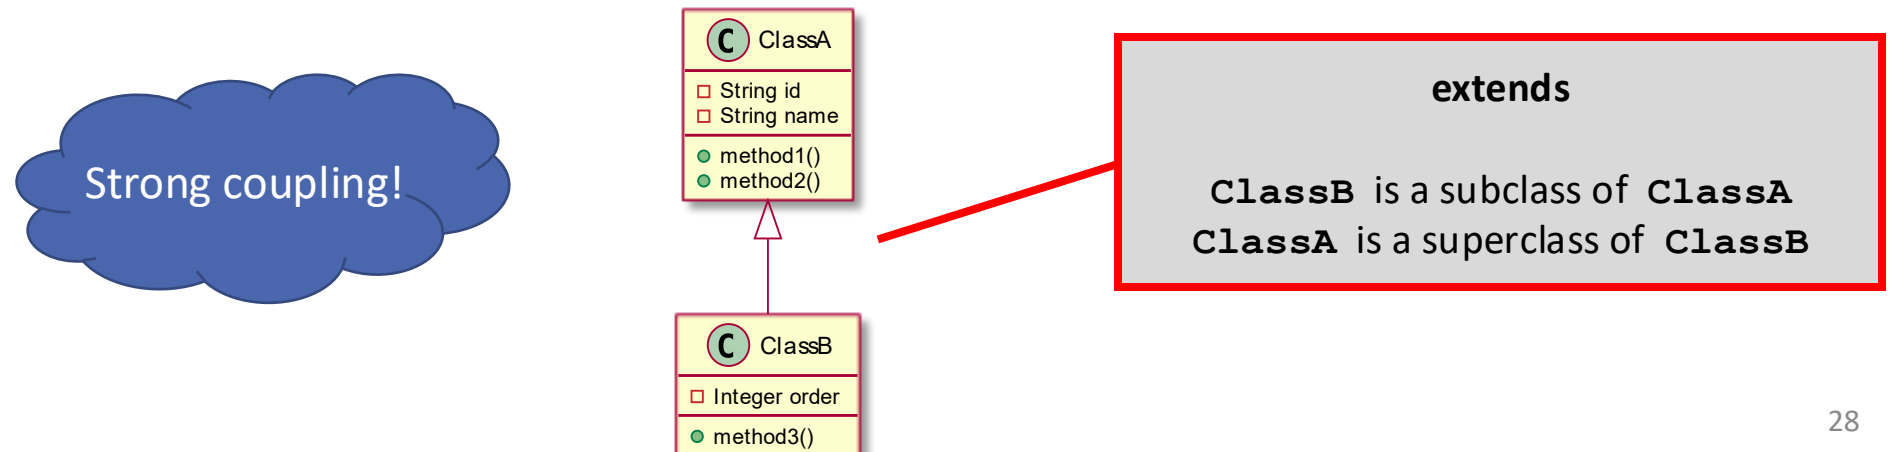 Strong coupling!
C ClassA
String id
String name
method1()
method2()
C ClassB
Integer order
method3()
extends
ClassB is a subclass of ClassA
ClassA is a superclass of ClassB
28